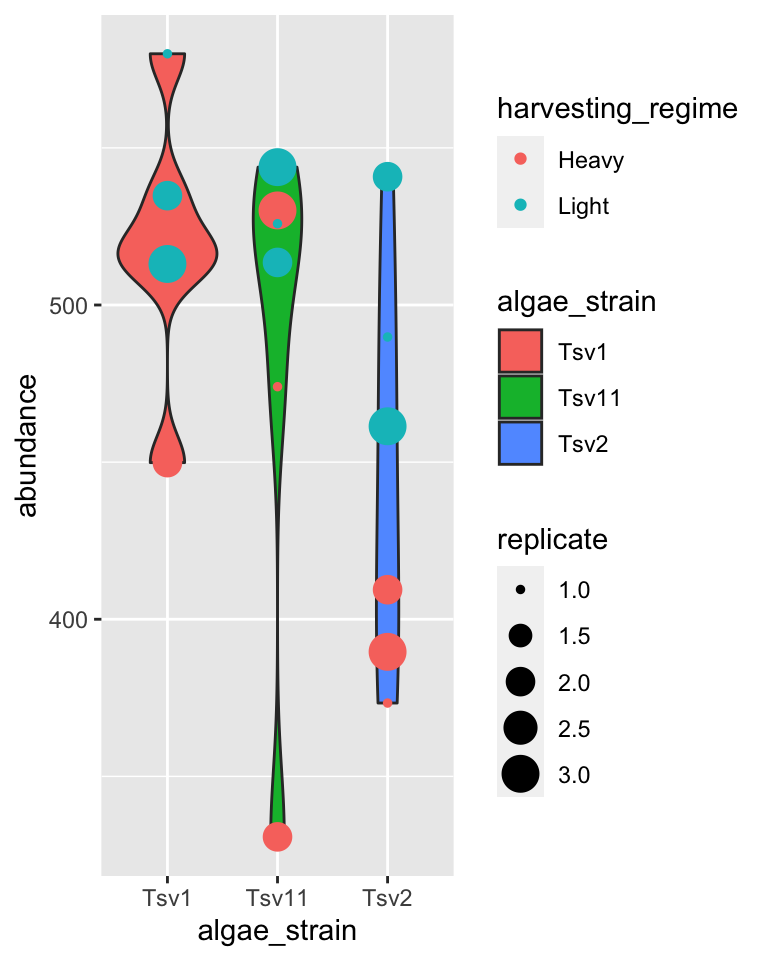 abundance
500
400
Tsv1 Tsv11 Tsv2
algae_strain
harvesting_regime
Heavy
Light
algae_strain
Tsv1
Tsv11
Tsv2
replicate
1.0
1.5
2.0
2.5
3.0